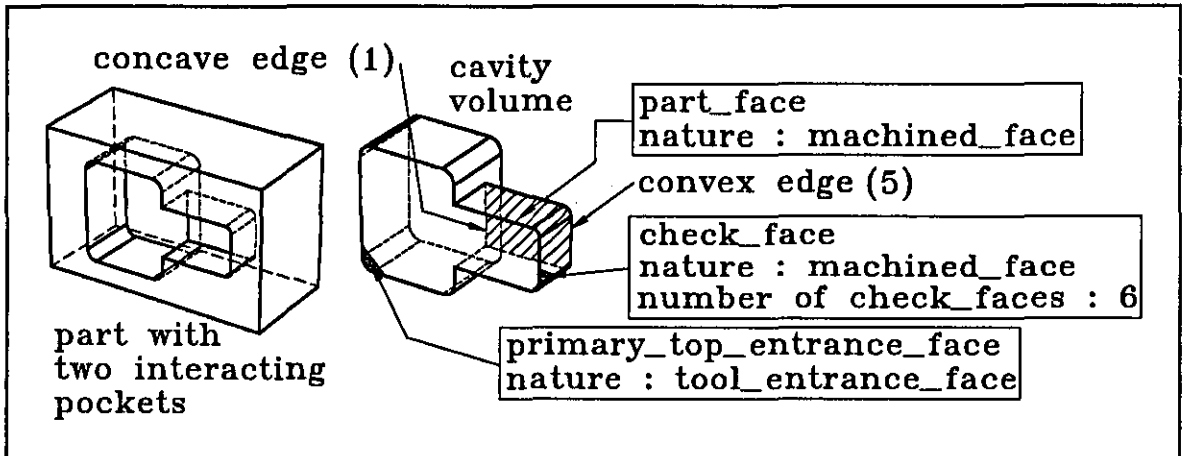 concave edge (1)
cavity
volume
part_face
nature : machined_face
convex edge (5)
check_face
nature : machined_face
number of check_faces : 6
primary_top_entrance_face
nature : tool_entrance_face
part with
two interacting
pockets